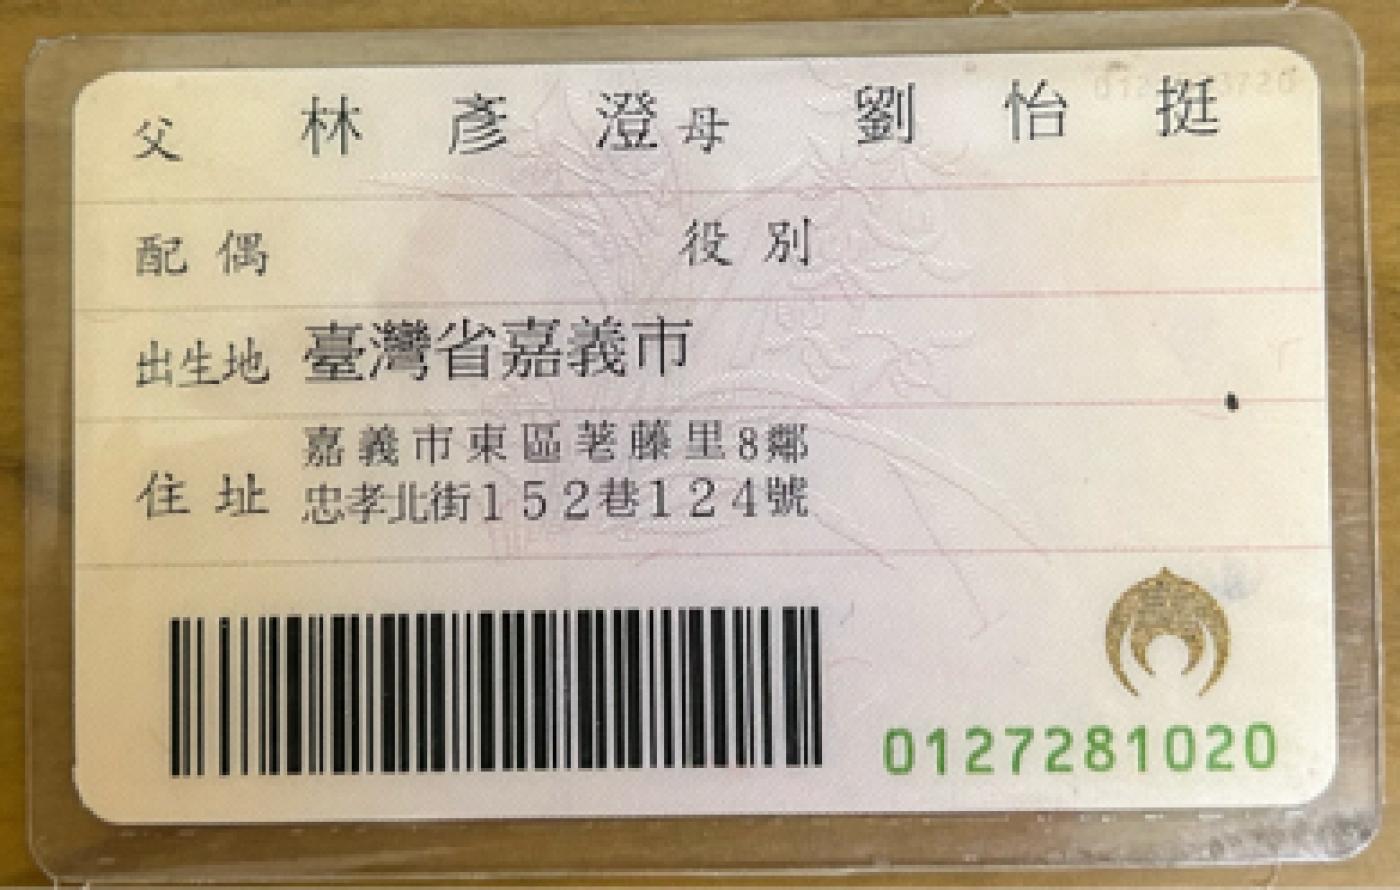 父 林彥澄 母 劉怡挺
配偶 役別
出生地 臺灣省嘉義市
嘉義市東區荖藤里8鄰
住址 忠孝北街152巷124號
0127281020